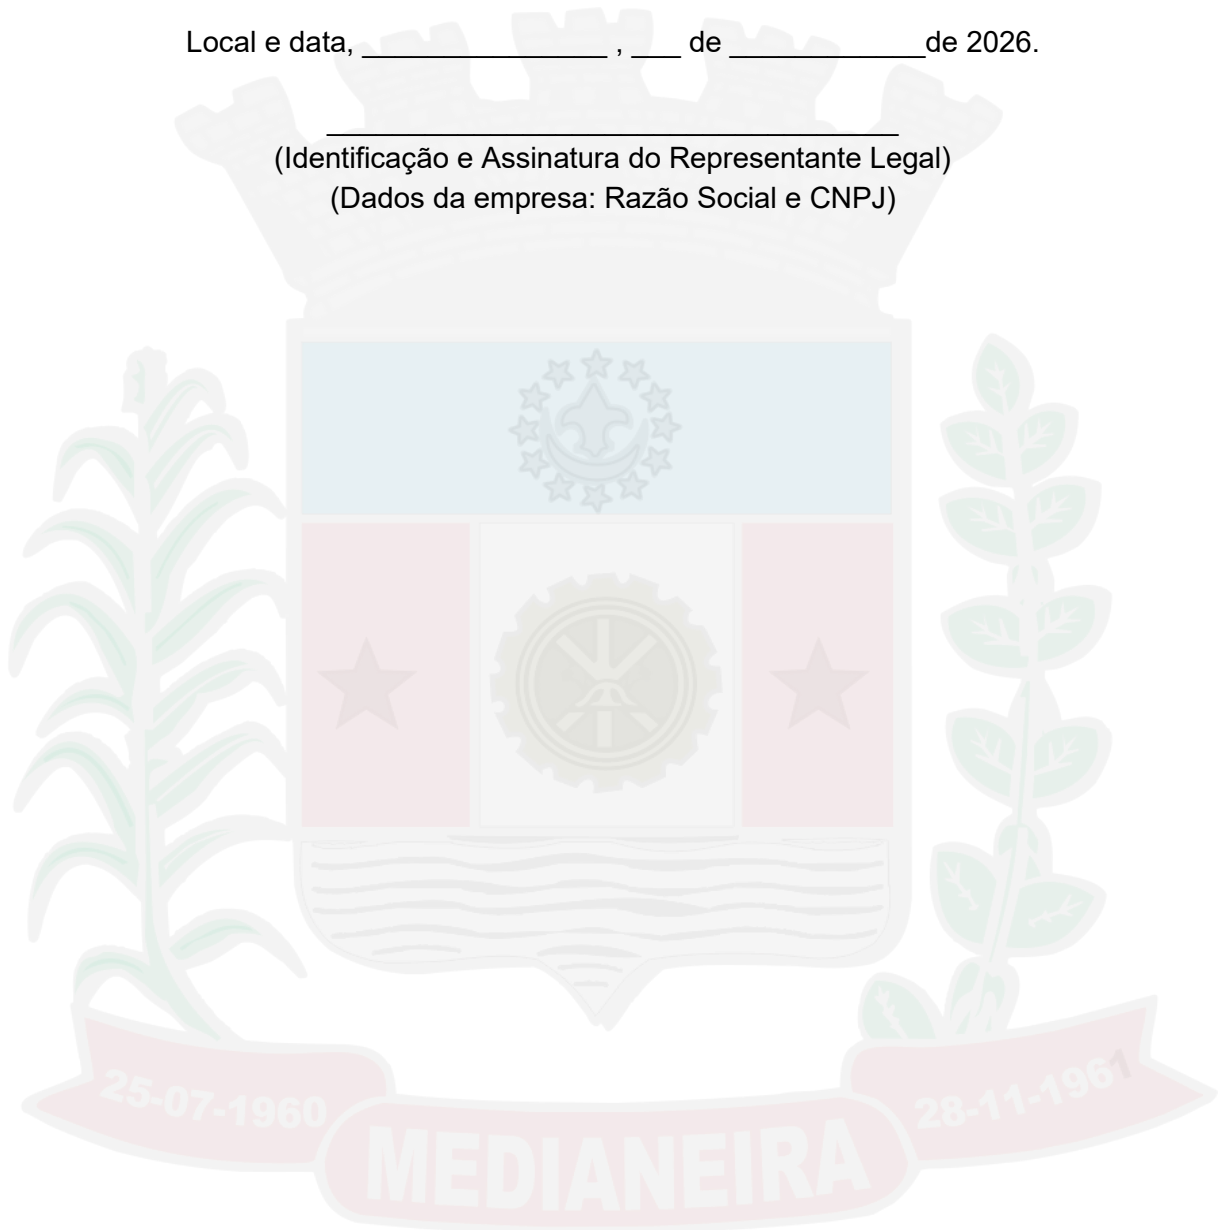 Local e data, _______________ , ___ de ____________de 2026.
___________________________________
(Identificação e Assinatura do Representante Legal)
(Dados da empresa: Razão Social e CNPJ)
25-07-1960
28-11-1961
MEDIANEIRA